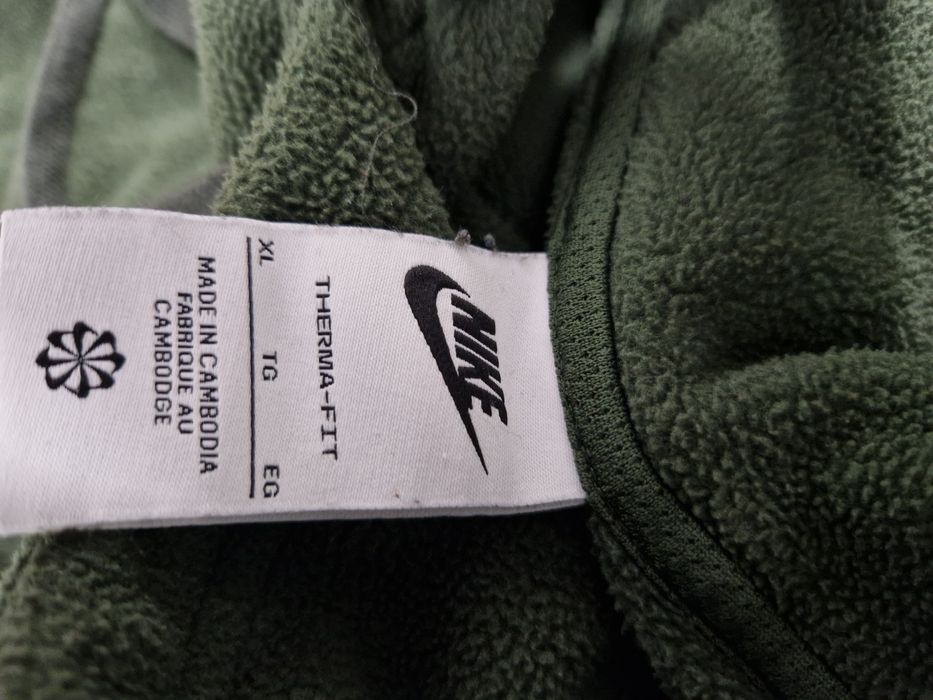 NIKE
THERMA-FIT
XL TG EG
MADE IN CAMBODIA
FABRIQUE AU
CAMBODGE